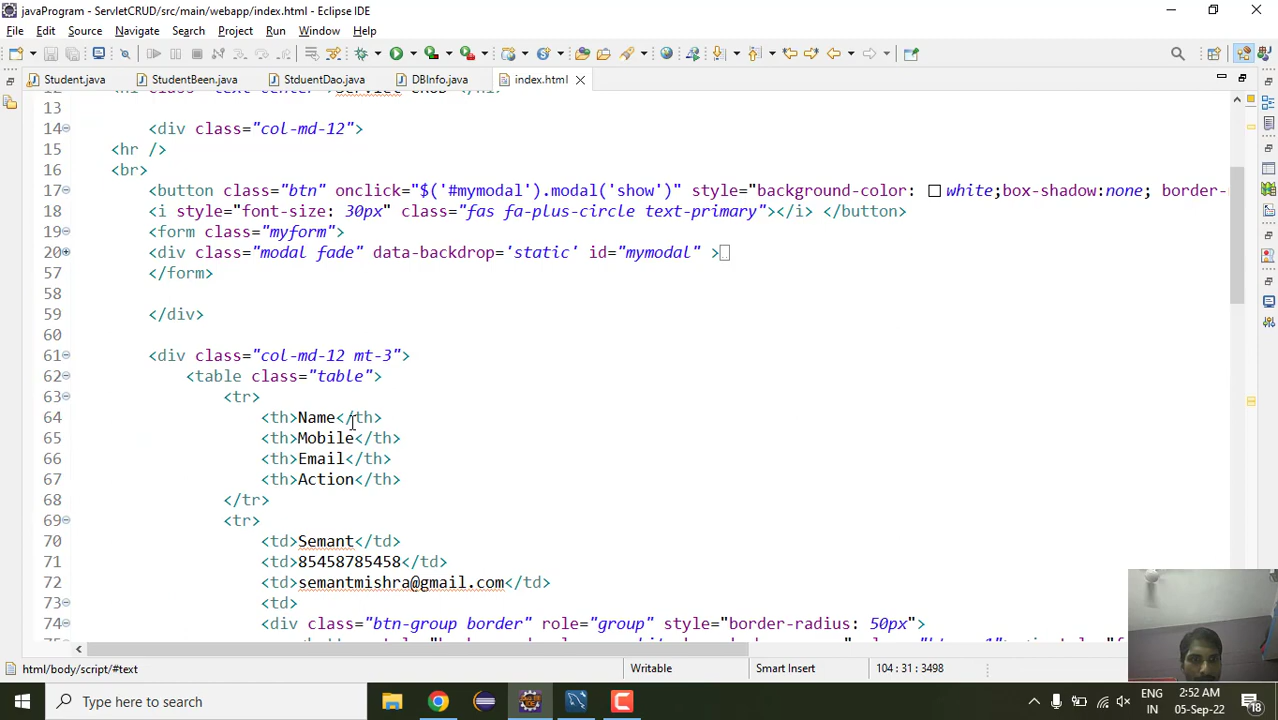 javaProgram - ServletCRUD/src/main/webapp/index.html - Eclipse IDE
File Edit Source Navigate Search Project Run Window Help
Student.java StudentBeen.java StduentDao.java DBInfo.java index.html
13
14 <div class="col-md-12">
15 <hr />
16 <br>
17 <button class="btn" onclick="$('#mymodal').modal('show')" style="background-color: white;box-shadow:none; border-
18 <i style="font-size: 30px" class="fas fa-plus-circle text-primary"></i> </button>
19 <form class="myform">
20 <div class="modal fade" data-backdrop='static' id="mymodal" >
57 </form>
58
59 </div>
60
61 <div class="col-md-12 mt-3">
62 <table class="table">
63 <tr>
64 <th>Name</th>
65 <th>Mobile</th>
66 <th>Email</th>
67 <th>Action</th>
68 </tr>
69 <tr>
70 <td>Semant</td>
71 <td>85458785458</td>
72 <td>semantmishra@gmail.com</td>
73 <td>
74 <div class="btn-group border" role="group" style="border-radius: 50px">
html/body/script/#text Writable Smart Insert 104 : 31 : 3498
Type here to search
ENG
IN
2:52 AM
05-Sep-22
18